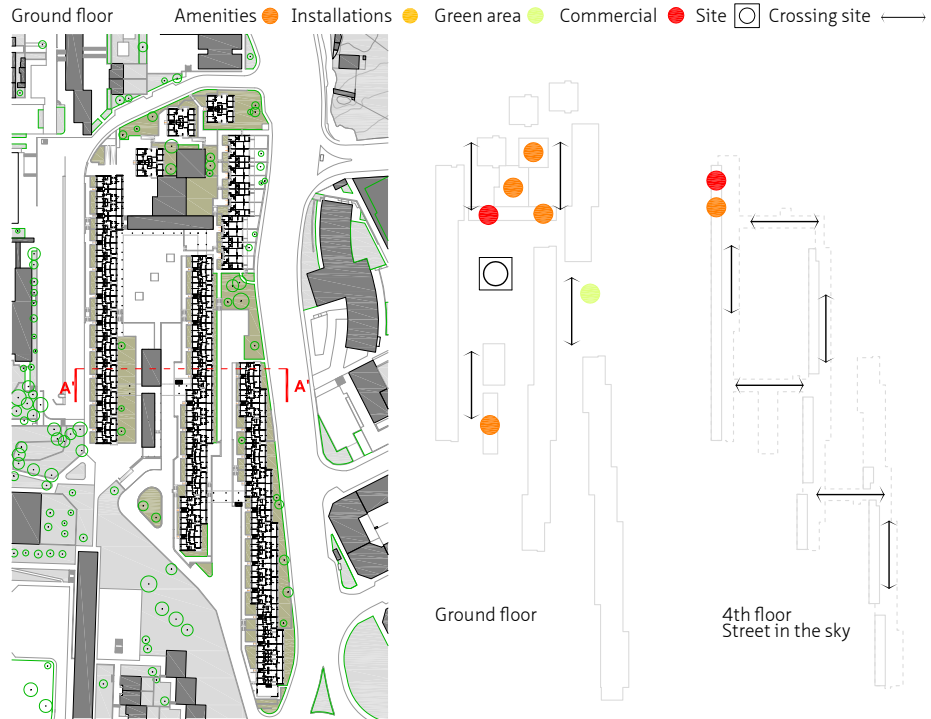 Ground floor
Amenities Installations Green area Commercial Site Crossing site
A' A'
Ground floor
4th floor
Street in the sky